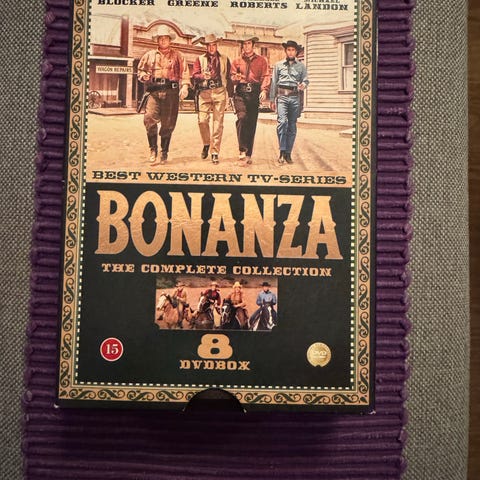 BLOCKER GREENE ROBERTS LANDON
WAGON REPAIRS
BEST WESTERN TV-SERIES
BONANZA
THE COMPLETE COLLECTION
8
DVDBOX
15
DVD